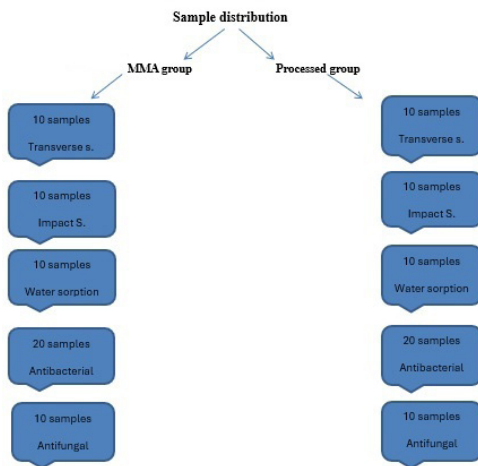 Sample distribution
MMA group
Processed group
10 samples
Transverse s.
10 samples
Impact S.
10 samples
Water sorption
20 samples
Antibacterial
10 samples
Antifungal
10 samples
Transverse s.
10 samples
Impact S.
10 samples
Water sorption
20 samples
Antibacterial
10 samples
Antifungal